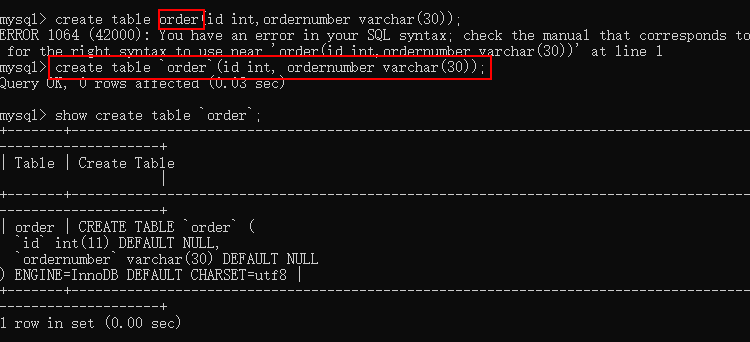 mysql> create table order(id int,ordernumber varchar(30));
ERROR 1064 (42000): You have an error in your SQL syntax; check the manual that corresponds to
 for the right syntax to use near 'order(id int,ordernumber varchar(30))' at line 1
mysql> create table `order`(id int, ordernumber varchar(30));
Query OK, 0 rows affected (0.03 sec)
mysql> show create table `order`;
+-------+--------------------------------------------------------------------------------
--------------------+
| Table | Create Table
                    |
+-------+--------------------------------------------------------------------------------
--------------------+
| order | CREATE TABLE `order` (
  `id` int(11) DEFAULT NULL,
  `ordernumber` varchar(30) DEFAULT NULL
) ENGINE=InnoDB DEFAULT CHARSET=utf8 |
+-------+--------------------------------------------------------------------------------
--------------------+
1 row in set (0.00 sec)